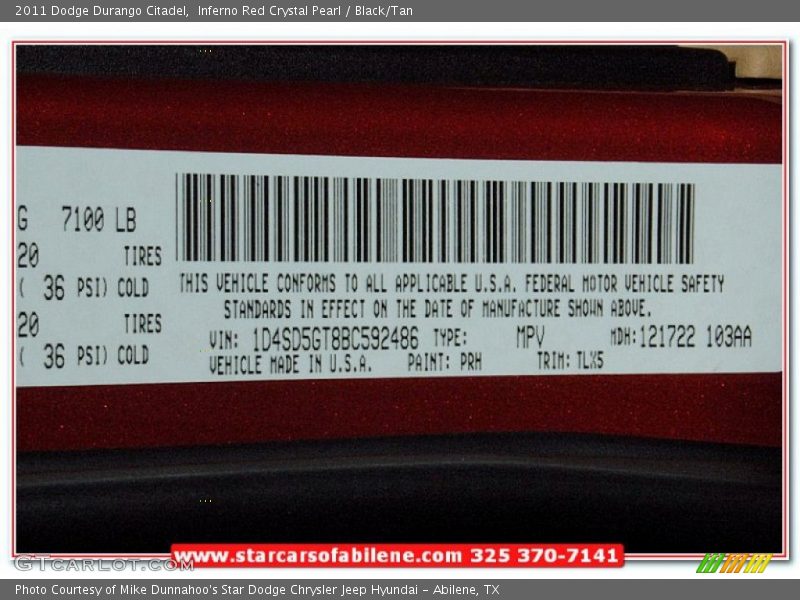 2011 Dodge Durango Citadel,  Inferno Red Crystal Pearl / Black/Tan
G 7100 LB
20 TIRES
( 36 PSI) COLD
20 TIRES
( 36 PSI) COLD
THIS VEHICLE CONFORMS TO ALL APPLICABLE U.S.A. FEDERAL MOTOR VEHICLE SAFETY
STANDARDS IN EFFECT ON THE DATE OF MANUFACTURE SHOWN ABOVE.
VIN: 1D4SD5GT8BC592486 TYPE: MPV MDH:121722 103AA
VEHICLE MADE IN U.S.A. PAINT: PRH TRIM: TLX5
www.starcarsofabilene.com 325 370-7141
GTCarLot.com
Photo Courtesy of Mike Dunnahoo's Star Dodge Chrysler Jeep Hyundai – Abilene, TX